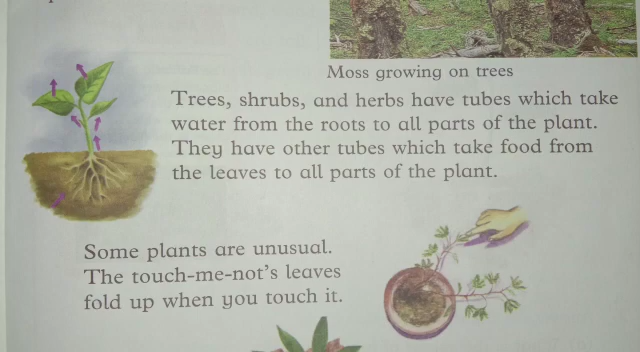 Moss growing on trees
Trees, shrubs, and herbs have tubes which take
water from the roots to all parts of the plant.
They have other tubes which take food from
the leaves to all parts of the plant.
Some plants are unusual.
The touch-me-not's leaves
fold up when you touch it.